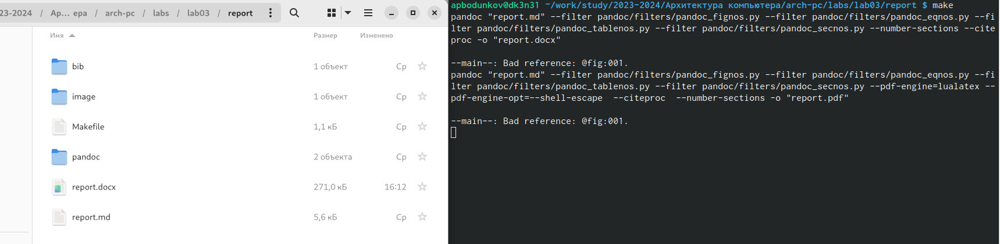 23-2024 / Ар... ера / arch-pc / labs / lab03 / report
Имя Размер Изменено
bib 1 объект Ср
image 1 объект Ср
Makefile 1,1 кБ Ср
pandoc 2 объекта Ср
report.docx 271,0 кБ 16:12
report.md 5,6 кБ Ср
apbodunkov@dk3n31 ~/work/study/2023-2024/Архитектура компьютера/arch-pc/labs/lab03/report $ make
pandoc "report.md" --filter pandoc/filters/pandoc_fignos.py --filter pandoc/filters/pandoc_eqnos.py --fi
lter pandoc/filters/pandoc_tablenos.py --filter pandoc/filters/pandoc_secnos.py --number-sections --cite
proc -o "report.docx"
--main--: Bad reference: @fig:001.
pandoc "report.md" --filter pandoc/filters/pandoc_fignos.py --filter pandoc/filters/pandoc_eqnos.py --fi
lter pandoc/filters/pandoc_tablenos.py --filter pandoc/filters/pandoc_secnos.py --pdf-engine=lualatex --
pdf-engine-opt=--shell-escape  --citeproc  --number-sections -o "report.pdf"
--main--: Bad reference: @fig:001.